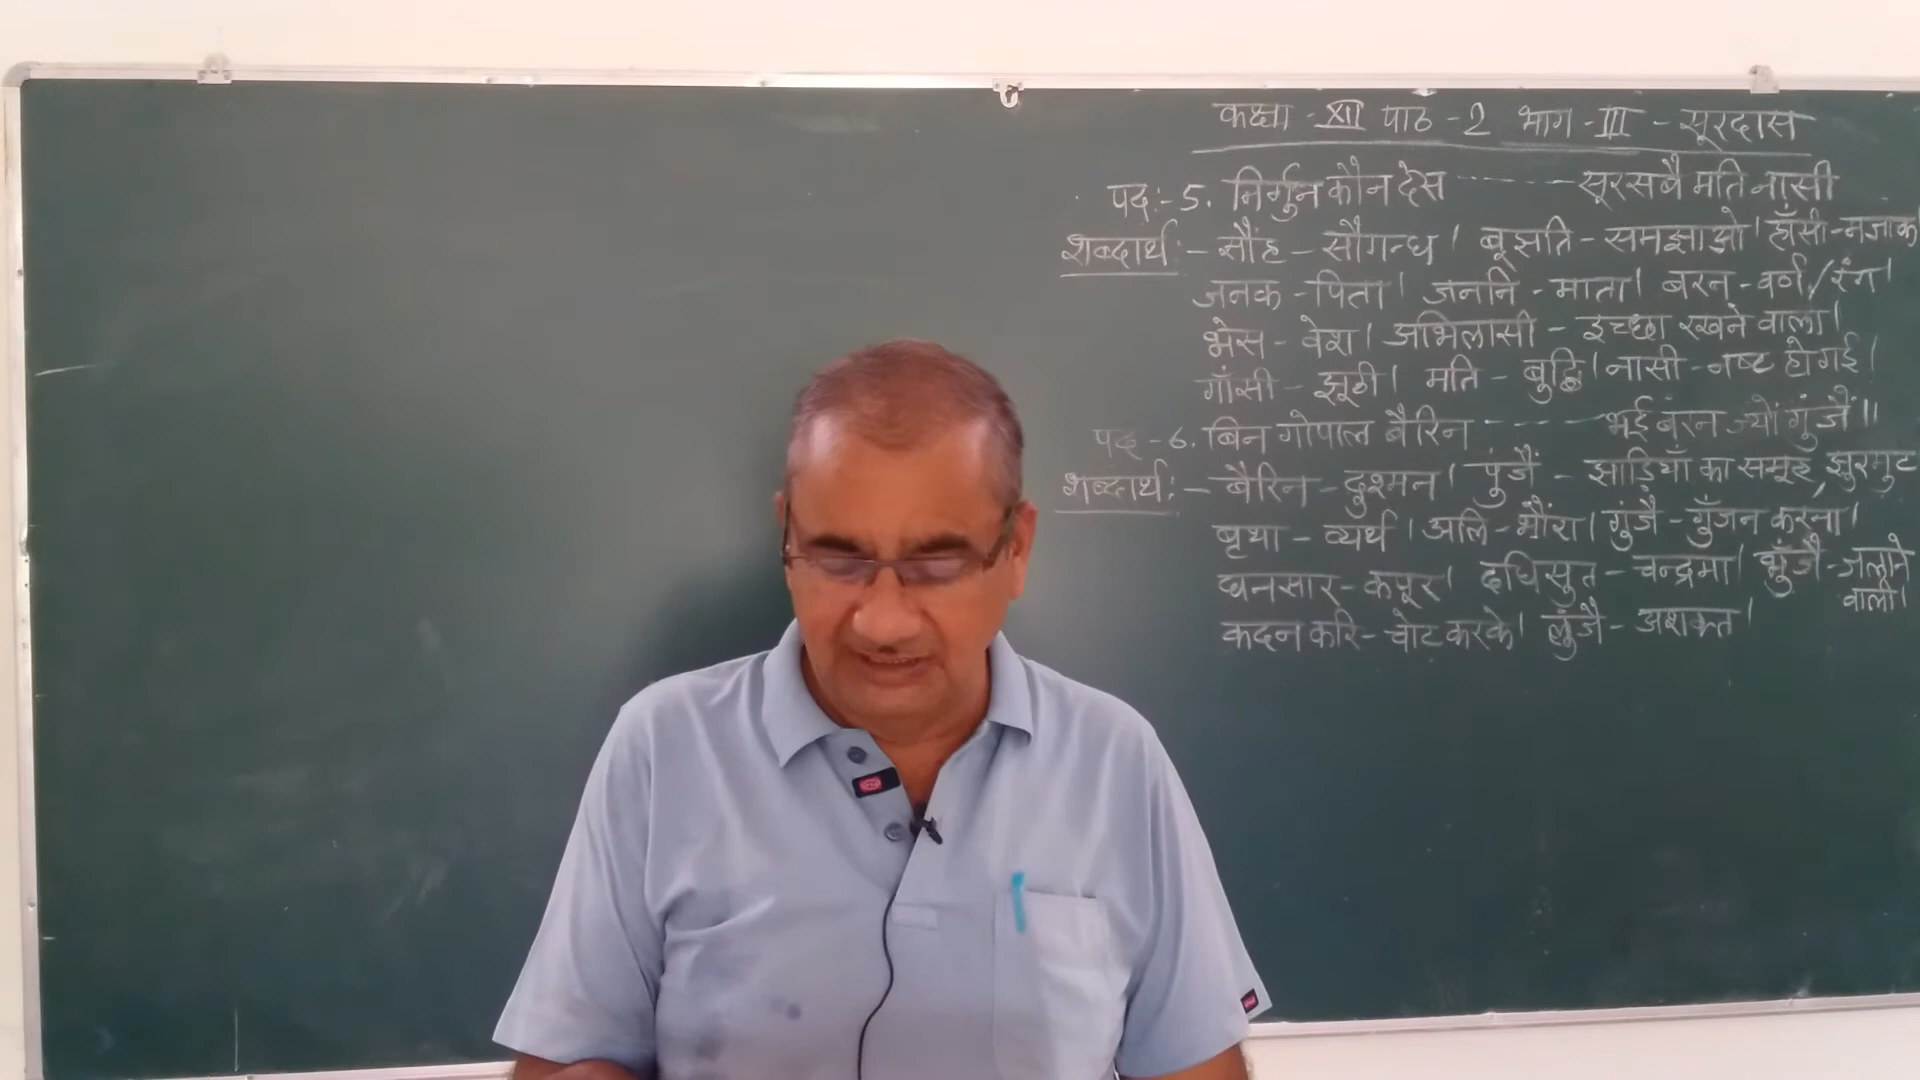 कक्षा - XII पाठ - 2 भाग - III - सूरदास
पद :- 5. निर्गुन कौन देस ------ सूर सबै मति नासी
शब्दार्थ :- सौंह - सौगन्ध। बूझति - समझाओ। हाँसी - मजाक
जनक - पिता। जननि - माता। बरन - वर्ण/रंग।
भेस - वेश। अभिलासी - इच्छा रखने वाला।
गाँसी - झूठी। मति - बुद्धि। नासी - नष्ट हो गई।
पद - 6. बिन गोपाल बैरिन ------ भई बरन ज्यों गुंजैं॥
शब्दार्थ :- बैरिन - दुश्मन। पुंजैं - झाड़ियों का समूह, झुरमुट
बृथा - व्यर्थ। अलि - भौंरा। गुंजैं - गुँजन करना।
घनसार - कपूर। दधिसुत - चन्द्रमा। भुंजैं - जलाने
वाली।
कदन करि - चोट करके। लुंजै - अशक्त।